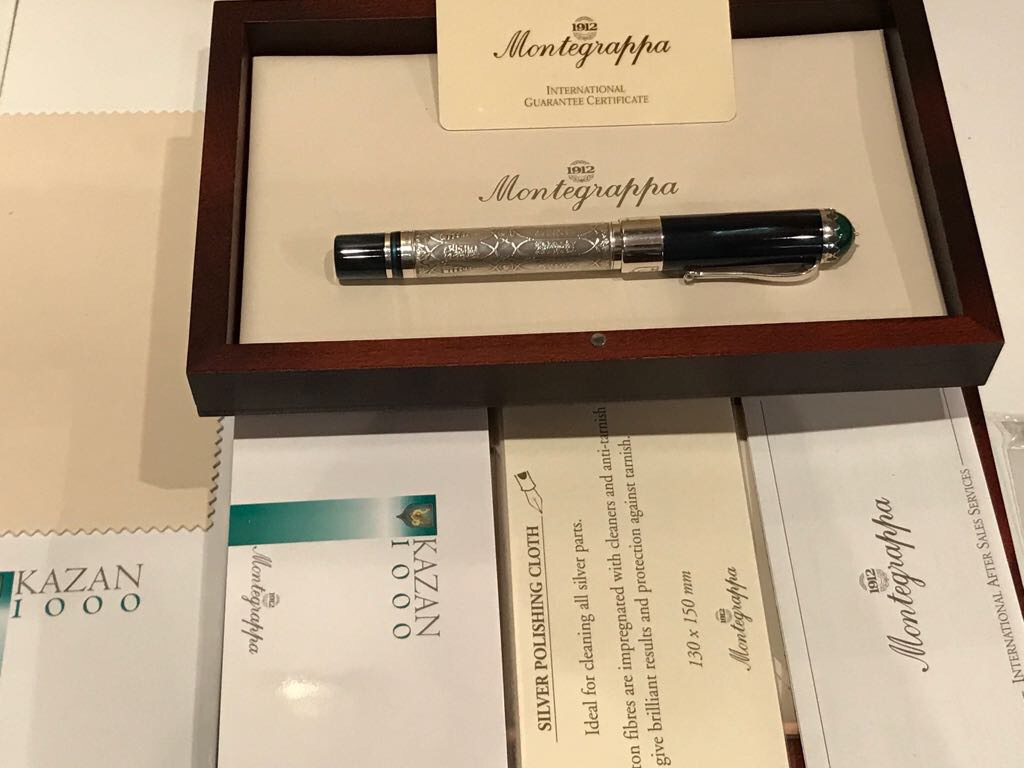 1912
Montegrappa
INTERNATIONAL
GUARANTEE CERTIFICATE
1912
Montegrappa
KAZAN
1000
KAZAN
1000
1912
Montegrappa
SILVER POLISHING CLOTH
Ideal for cleaning all silver parts.
ton fibres are impregnated with cleaners and anti-tarnish
give brilliant results and protection against tarnish.
130 x 150 mm
1912
Montegrappa
1912
Montegrappa
INTERNATIONAL AFTER SALES SERVICES